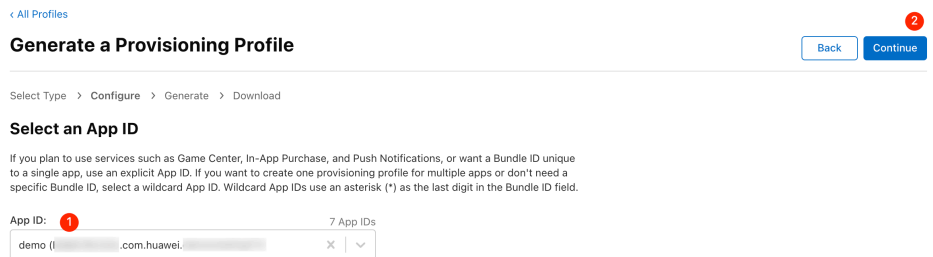 ‹ All Profiles
2
Generate a Provisioning Profile
Back
Continue
Select Type > Configure > Generate > Download
Select an App ID
If you plan to use services such as Game Center, In-App Purchase, and Push Notifications, or want a Bundle ID unique
to a single app, use an explicit App ID. If you want to create one provisioning profile for multiple apps or don't need a
specific Bundle ID, select a wildcard App ID. Wildcard App IDs use an asterisk (*) as the last digit in the Bundle ID field.
App ID: 1 7 App IDs
demo ( .com.huawei.